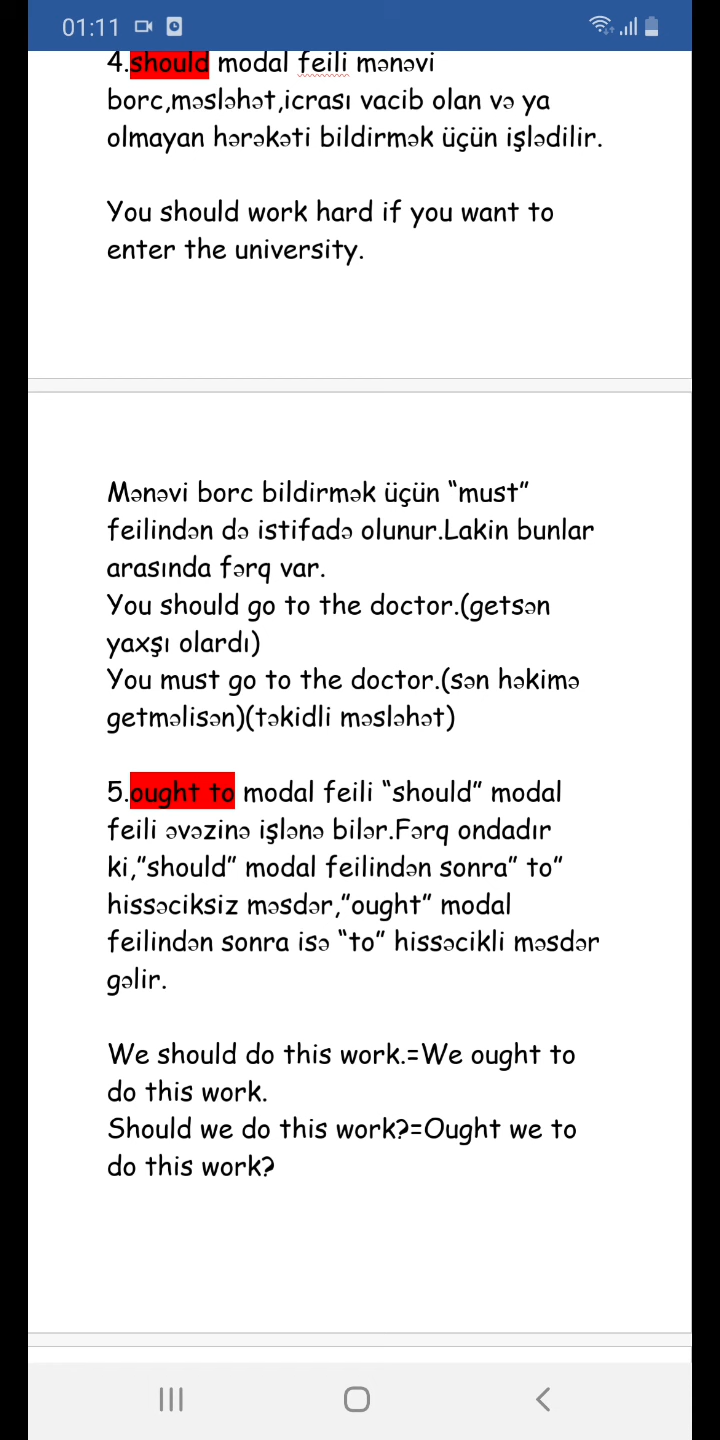 01:11
4.should modal feili mənəvi
borc,məsləhət,icrası vacib olan və ya
olmayan hərəkəti bildirmək üçün işlədilir.
You should work hard if you want to
enter the university.
Mənəvi borc bildirmək üçün “must”
feilindən də istifadə olunur.Lakin bunlar
arasında fərq var.
You should go to the doctor.(getsən
yaxşı olardı)
You must go to the doctor.(sən həkimə
getməlisən)(təkidli məsləhət)
5.ought to modal feili “should” modal
feili əvəzinə işlənə bilər.Fərq ondadır
ki,”should” modal feilindən sonra” to”
hissəciksiz məsdər,”ought” modal
feilindən sonra isə “to” hissəcikli məsdər
gəlir.
We should do this work.=We ought to
do this work.
Should we do this work?=Ought we to
do this work?